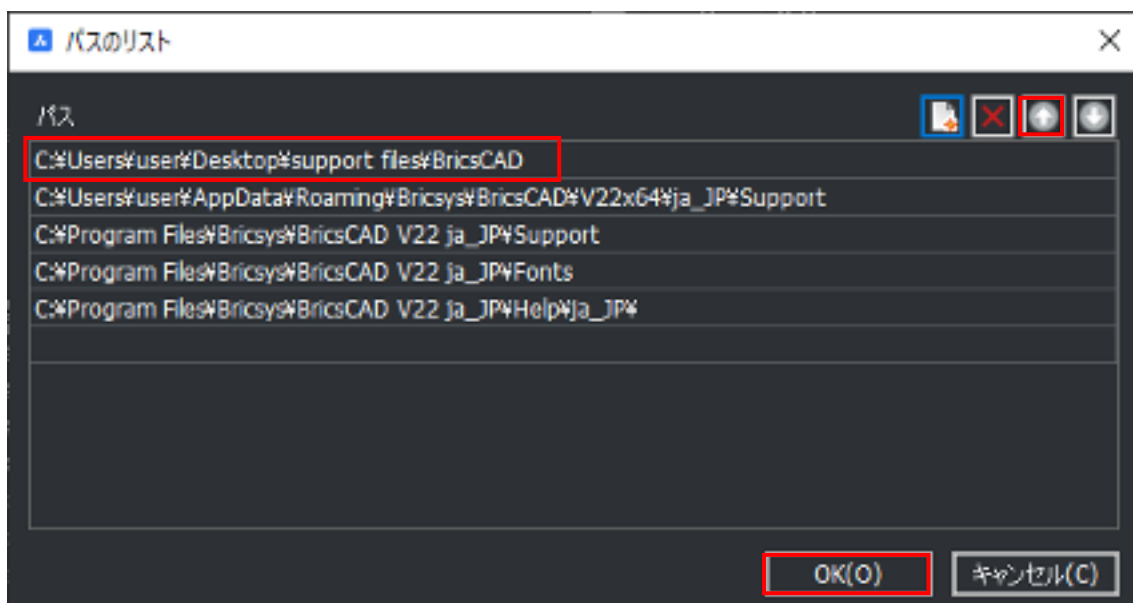 パスのリスト
パス
C:¥Users¥user¥Desktop¥support files¥BricsCAD
C:¥Users¥user¥AppData¥Roaming¥Bricsys¥BricsCAD¥V22x64¥ja_JP¥Support
C:¥Program Files¥Bricsys¥BricsCAD V22 ja_JP¥Support
C:¥Program Files¥Bricsys¥BricsCAD V22 ja_JP¥Fonts
C:¥Program Files¥Bricsys¥BricsCAD V22 ja_JP¥Help¥ja_JP¥
OK(O) キャンセル(C)